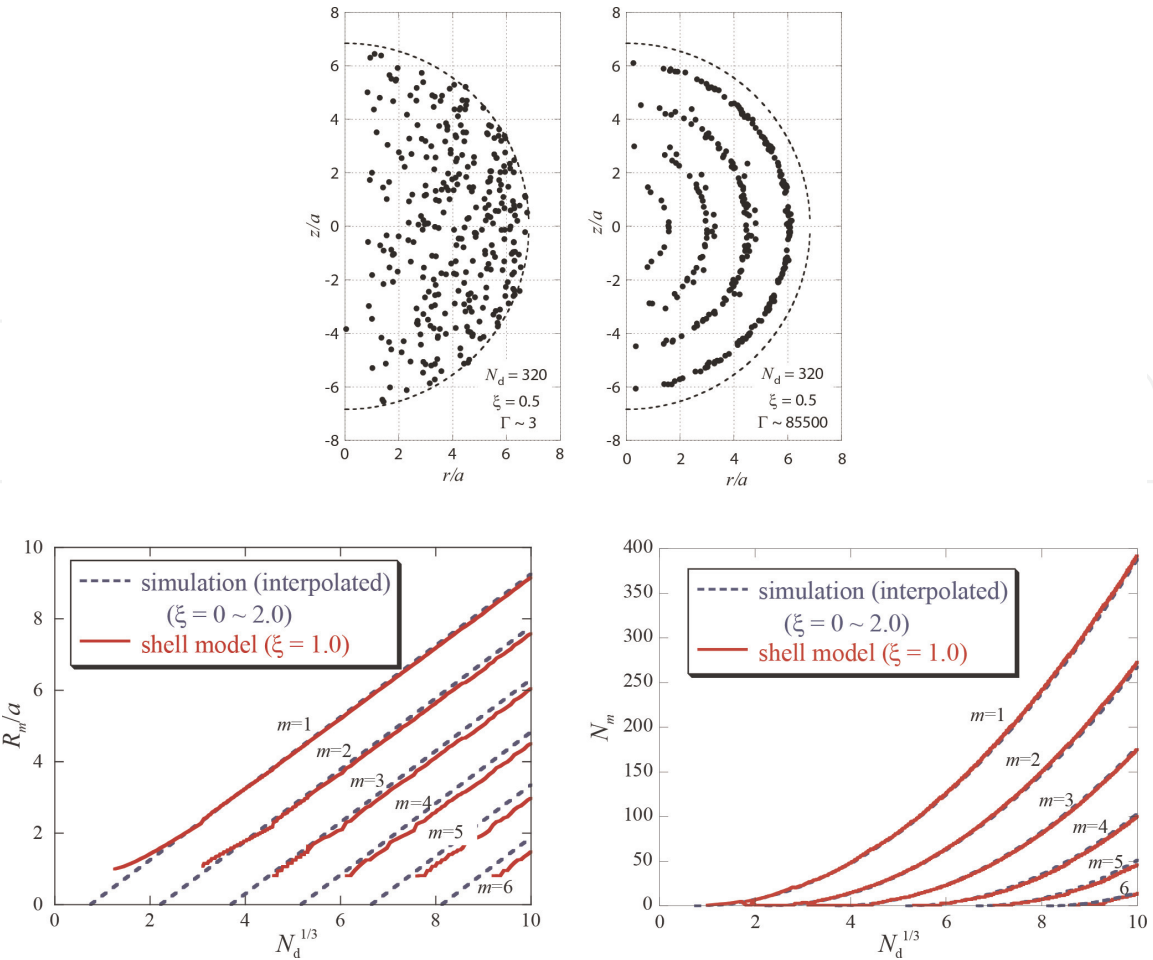 8
6
4
2
0
-2
-4
-6
-8
z/a
0 2 4 6 8
r/a
N_d = 320
ξ = 0.5
Γ ~ 3
8
6
4
2
0
-2
-4
-6
-8
z/a
0 2 4 6 8
r/a
N_d = 320
ξ = 0.5
Γ ~ 85500
10
8
6
4
2
0
R_m/a
simulation (interpolated)
(ξ = 0 ~ 2.0)
shell model (ξ = 1.0)
m=1
m=2
m=3
m=4
m=5
m=6
0 2 4 6 8 10
N_d^1/3
400
350
300
250
200
150
100
50
0
N_m
simulation (interpolated)
(ξ = 0 ~ 2.0)
shell model (ξ = 1.0)
m=1
m=2
m=3
m=4
m=5
6
0 2 4 6 8 10
N_d^1/3